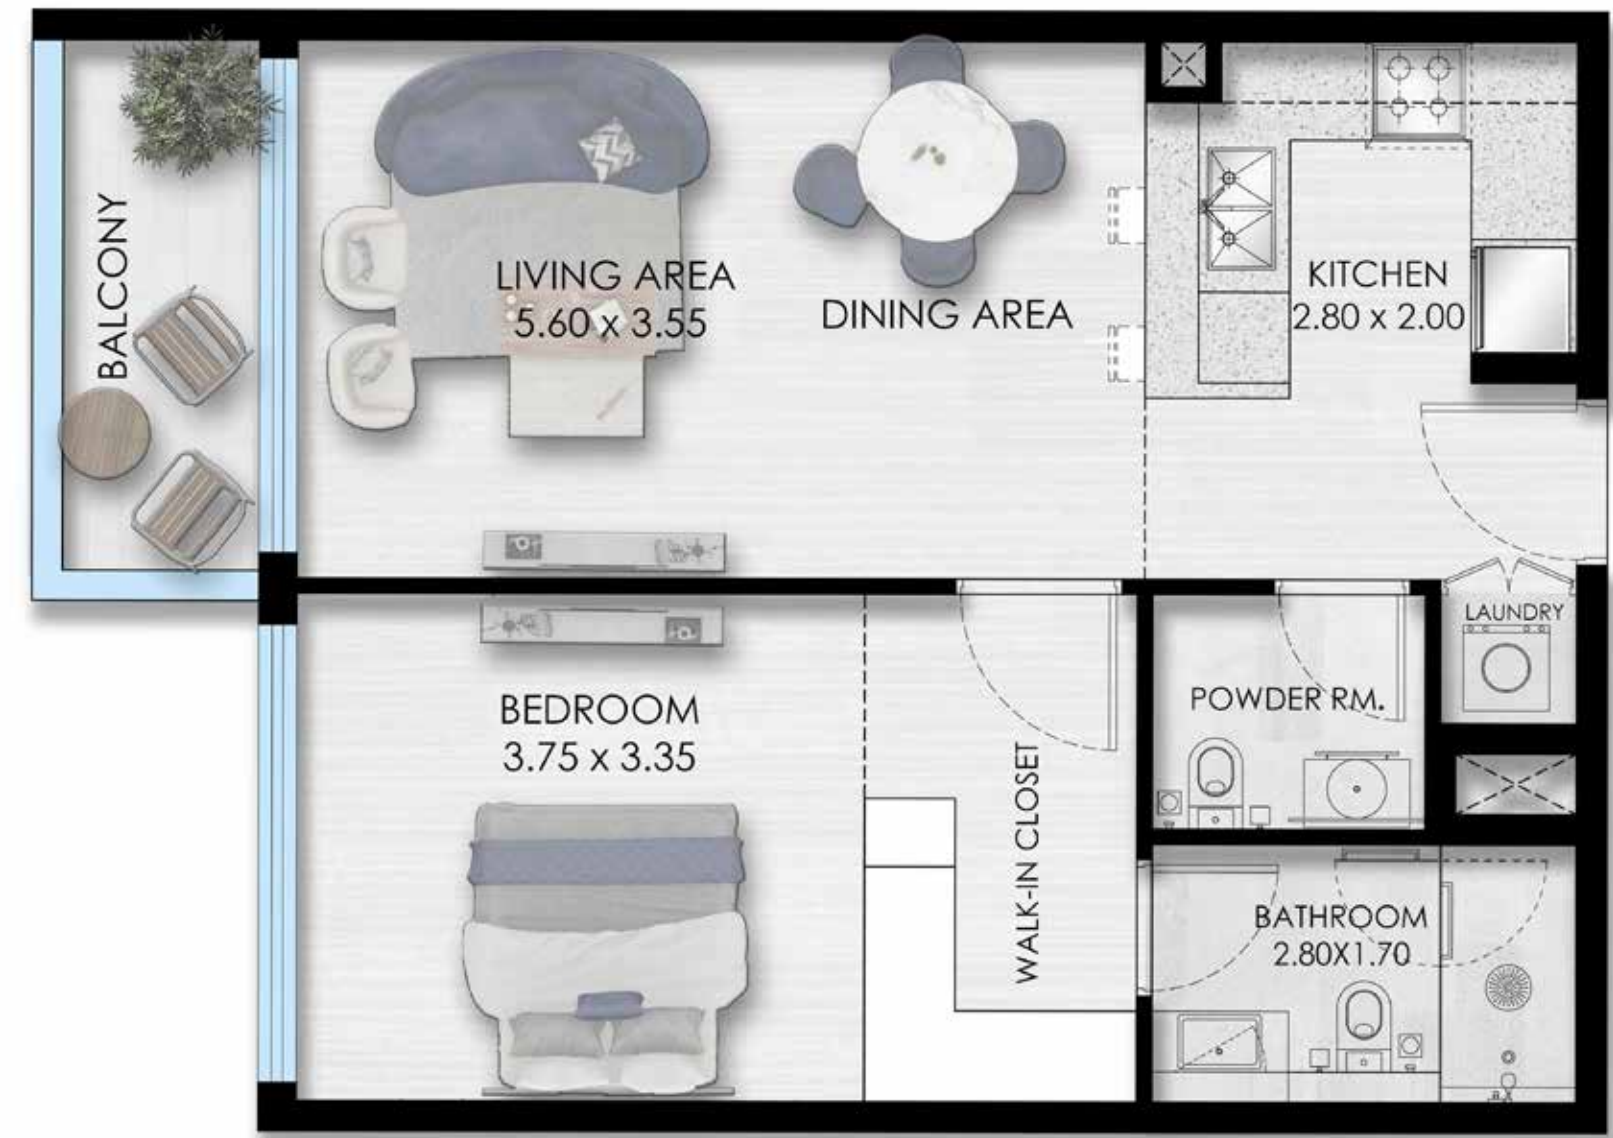 BALCONY
LIVING AREA
5.60 x 3.55
DINING AREA
KITCHEN
2.80 x 2.00
LAUNDRY
BEDROOM
3.75 x 3.35
WALK-IN CLOSET
POWDER RM.
BATHROOM
2.80X1.70